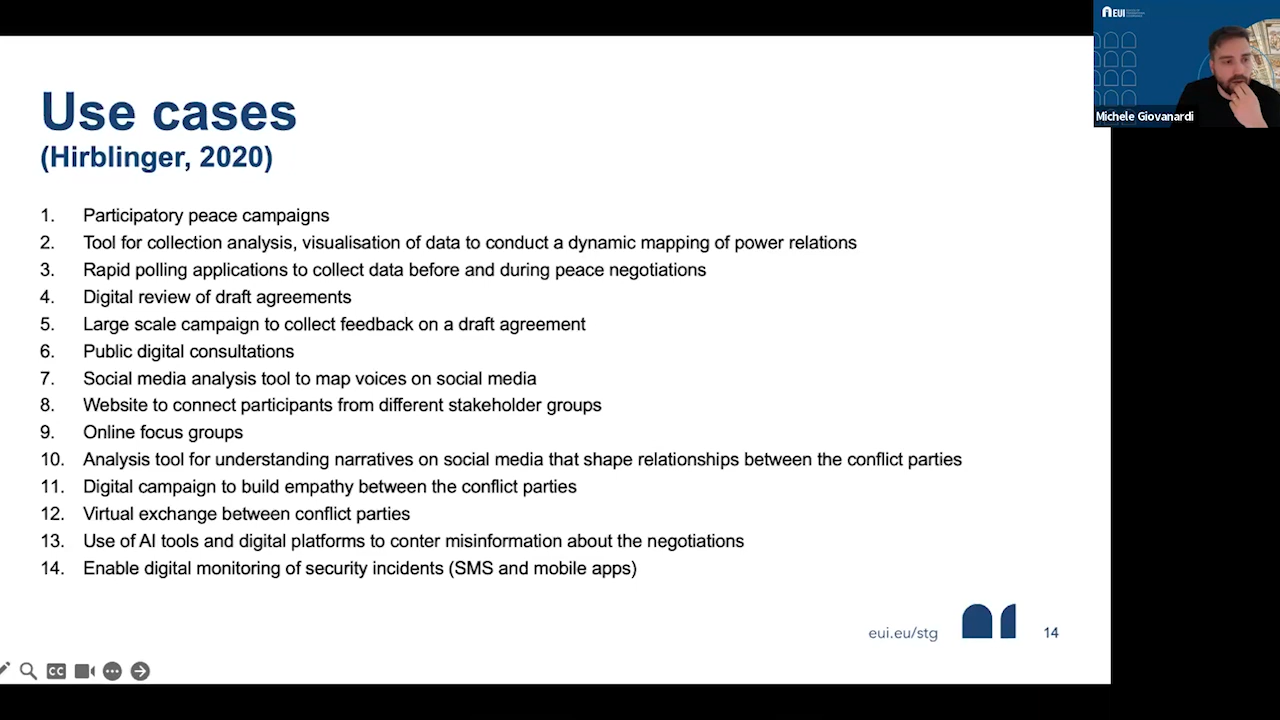 Use cases
(Hirblinger, 2020)
1. Participatory peace campaigns
2. Tool for collection analysis, visualisation of data to conduct a dynamic mapping of power relations
3. Rapid polling applications to collect data before and during peace negotiations
4. Digital review of draft agreements
5. Large scale campaign to collect feedback on a draft agreement
6. Public digital consultations
7. Social media analysis tool to map voices on social media
8. Website to connect participants from different stakeholder groups
9. Online focus groups
10. Analysis tool for understanding narratives on social media that shape relationships between the conflict parties
11. Digital campaign to build empathy between the conflict parties
12. Virtual exchange between conflict parties
13. Use of AI tools and digital platforms to conter misinformation about the negotiations
14. Enable digital monitoring of security incidents (SMS and mobile apps)
eui.eu/stg
14
CC
EUI
Michele Giovanardi